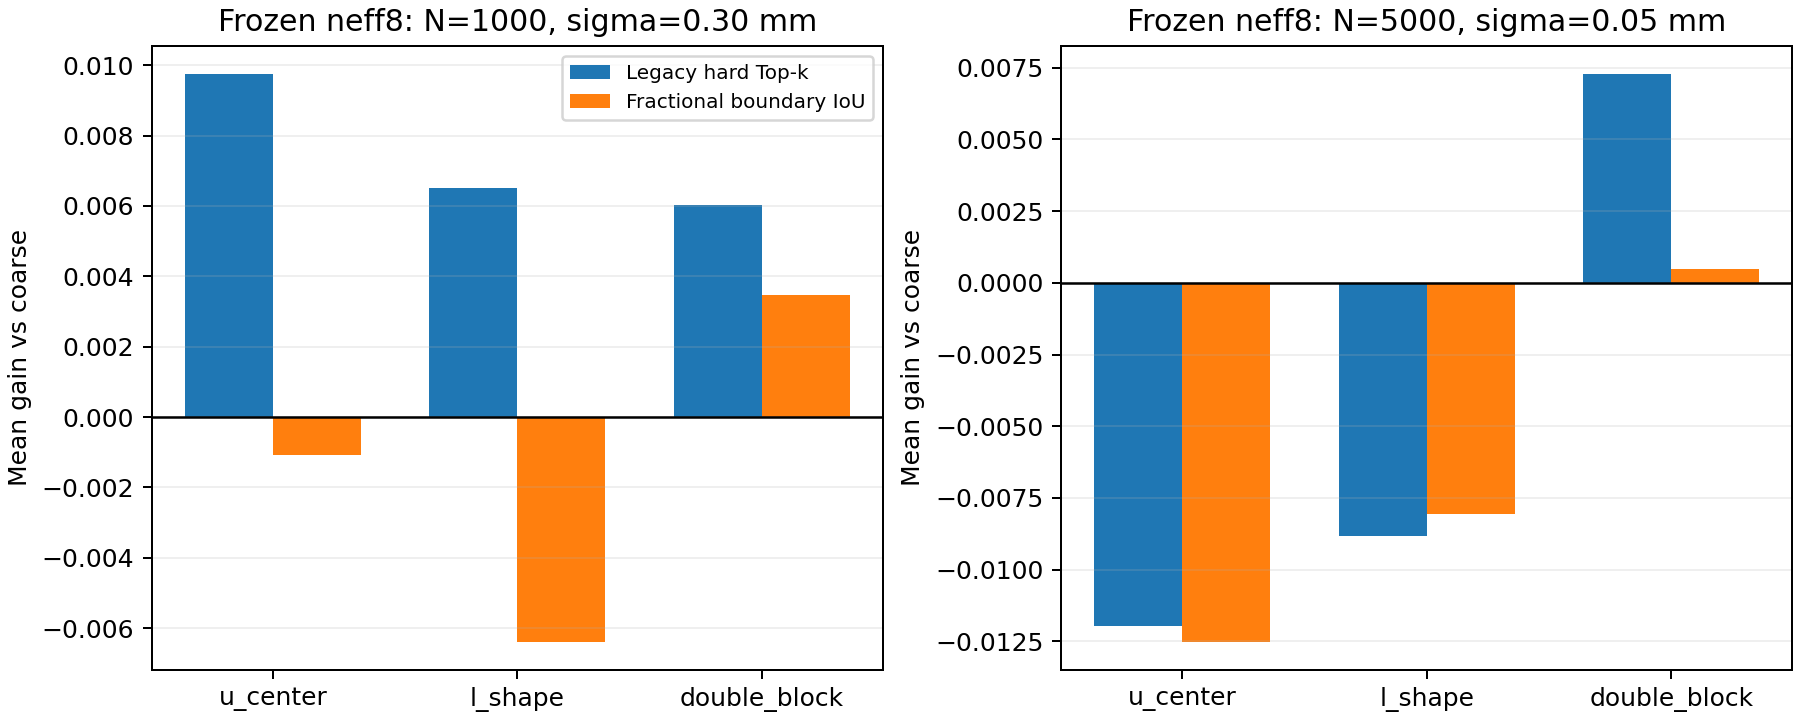 Frozen neff8: N=1000, sigma=0.30 mm
Mean gain vs coarse
0.010
0.008
0.006
0.004
0.002
0.000
−0.002
−0.004
−0.006
Legacy hard Top-k
Fractional boundary IoU
u_center
l_shape
double_block
Frozen neff8: N=5000, sigma=0.05 mm
Mean gain vs coarse
0.0075
0.0050
0.0025
0.0000
−0.0025
−0.0050
−0.0075
−0.0100
−0.0125
u_center
l_shape
double_block